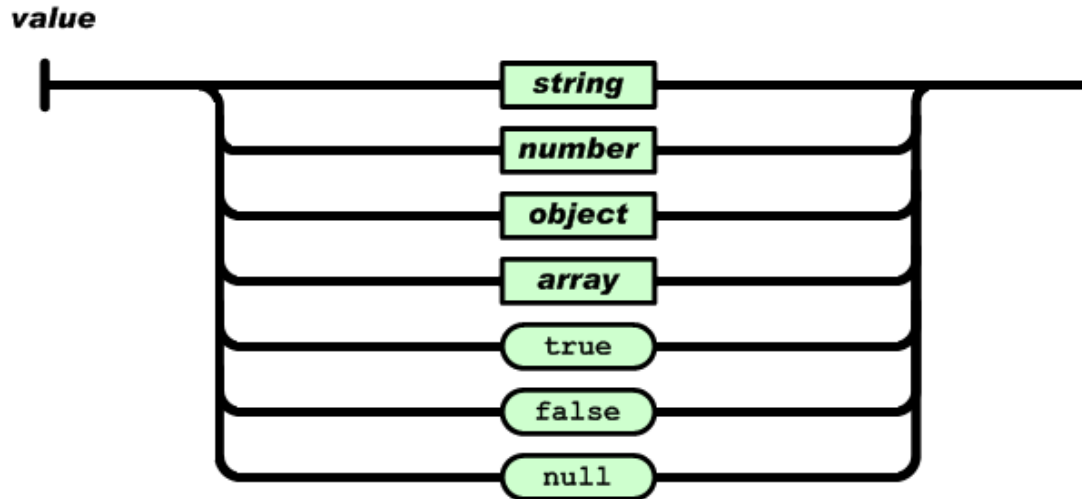 value
string
number
object
array
true
false
null